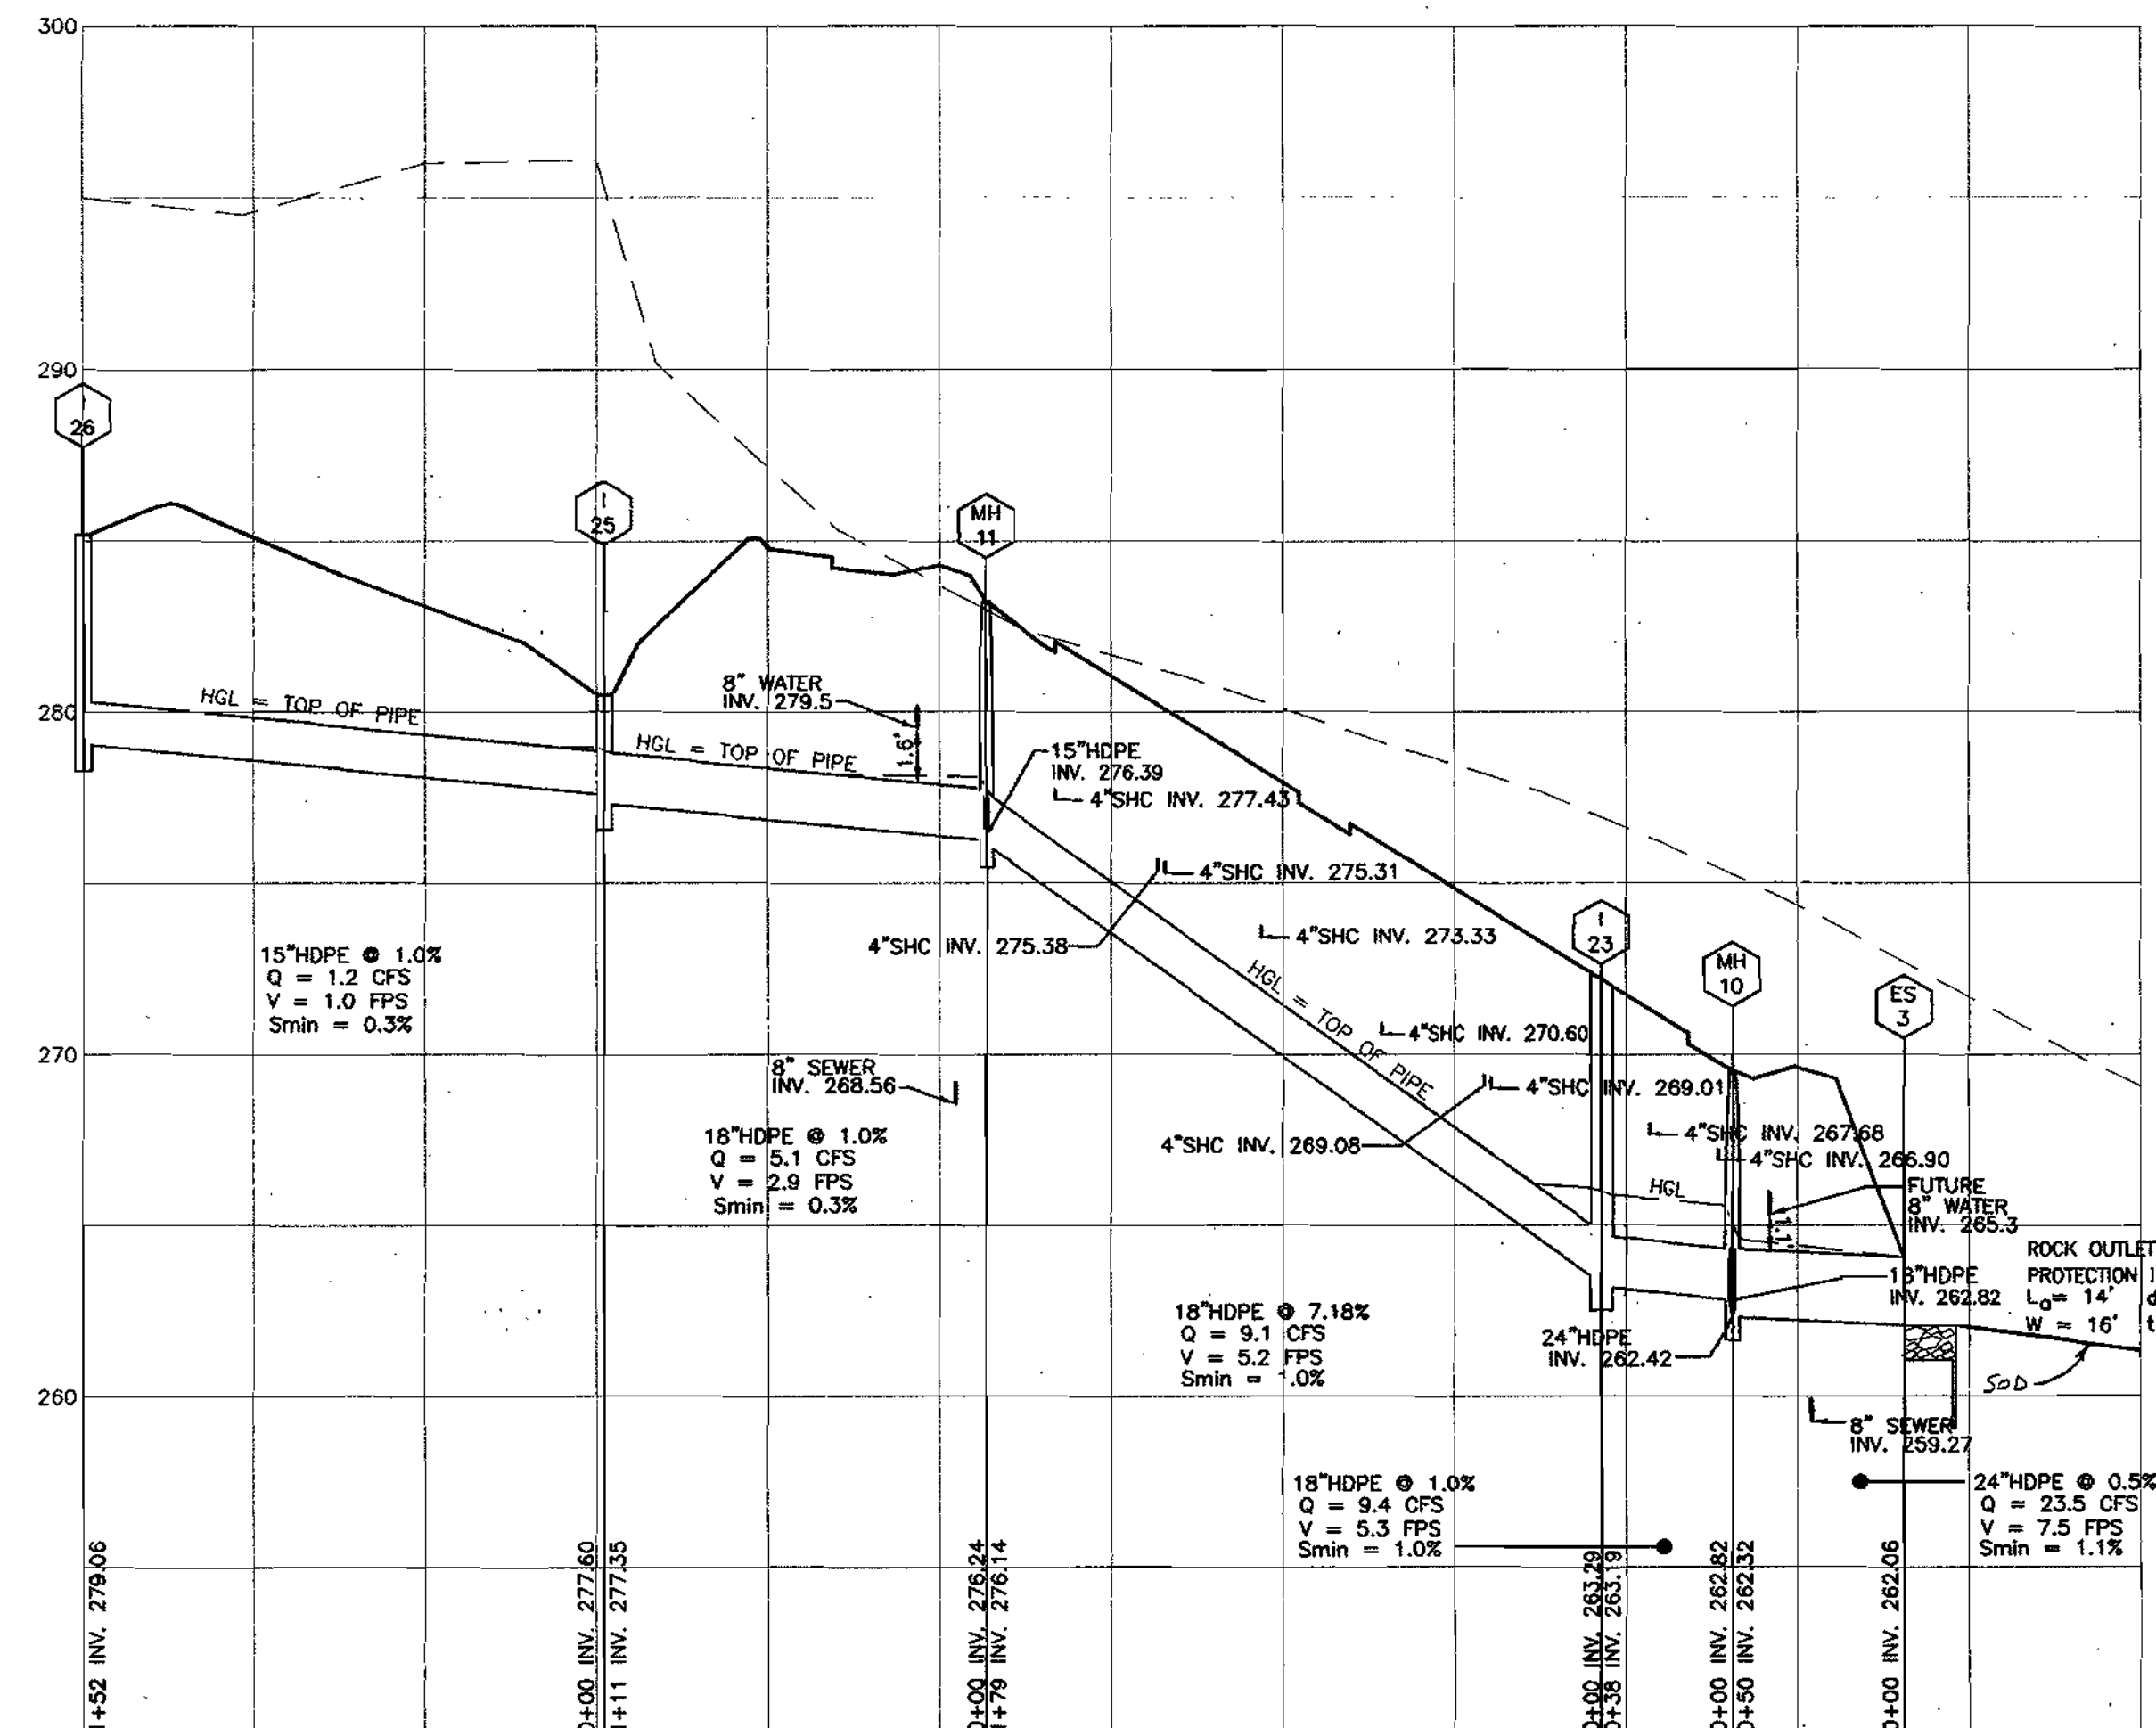 300
290
280
270
260
26
I
25
MH
11
I
23
MH
10
ES
3
HGL = TOP OF PIPE
HGL = TOP OF PIPE
8" WATER
INV. 279.5
1.6'
15"HDPE
INV. 276.39
4"SHC INV. 277.43
4"SHC INV. 275.31
4"SHC INV. 275.38
4"SHC INV. 273.33
HGL = TOP OF PIPE
4"SHC INV. 270.60
4"SHC INV. 269.01
4"SHC INV. 269.08
4"SHC INV. 267.68
4"SHC INV. 266.90
HGL
FUTURE
8" WATER
INV. 265.3
1.1'
15"HDPE @ 1.0%
Q = 1.2 CFS
V = 1.0 FPS
Smin = 0.3%
8" SEWER
INV. 268.56
18"HDPE @ 1.0%
Q = 5.1 CFS
V = 2.9 FPS
Smin = 0.3%
18"HDPE @ 7.18%
Q = 9.1 CFS
V = 5.2 FPS
Smin = .0%
24"HDPE
INV. 262.42
18"HDPE
INV. 262.82
ROCK OUTLET
PROTECTION
La= 14'
W = 16'
SOD
8" SEWER
INV. 259.27
18"HDPE @ 1.0%
Q = 9.4 CFS
V = 5.3 FPS
Smin = 1.0%
24"HDPE @ 0.5%
Q = 23.5 CFS
V = 7.5 FPS
Smin = 1.1%
1+52 INV. 279.06
0+00 INV. 277.60
1+11 INV. 277.35
0+00 INV. 276.24
1+79 INV. 276.14
0+00 INV. 263.29
0+38 INV. 263.19
0+00 INV. 262.82
0+50 INV. 262.32
0+00 INV. 262.06